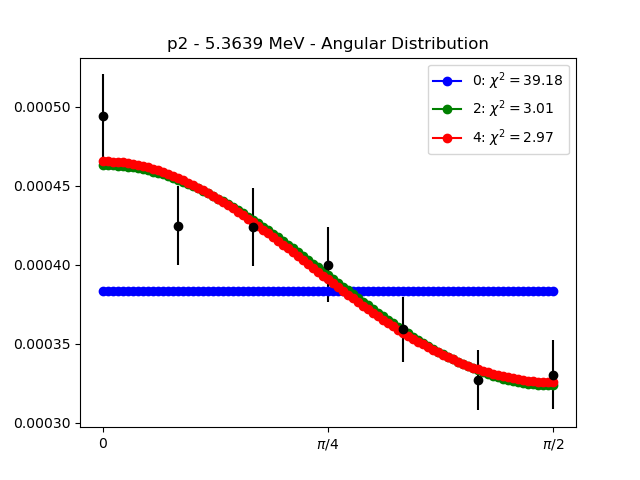 p2 - 5.3639 MeV - Angular Distribution
0: χ² = 39.18
2: χ² = 3.01
4: χ² = 2.97
0.00050
0.00045
0.00040
0.00035
0.00030
0
π/4
π/2